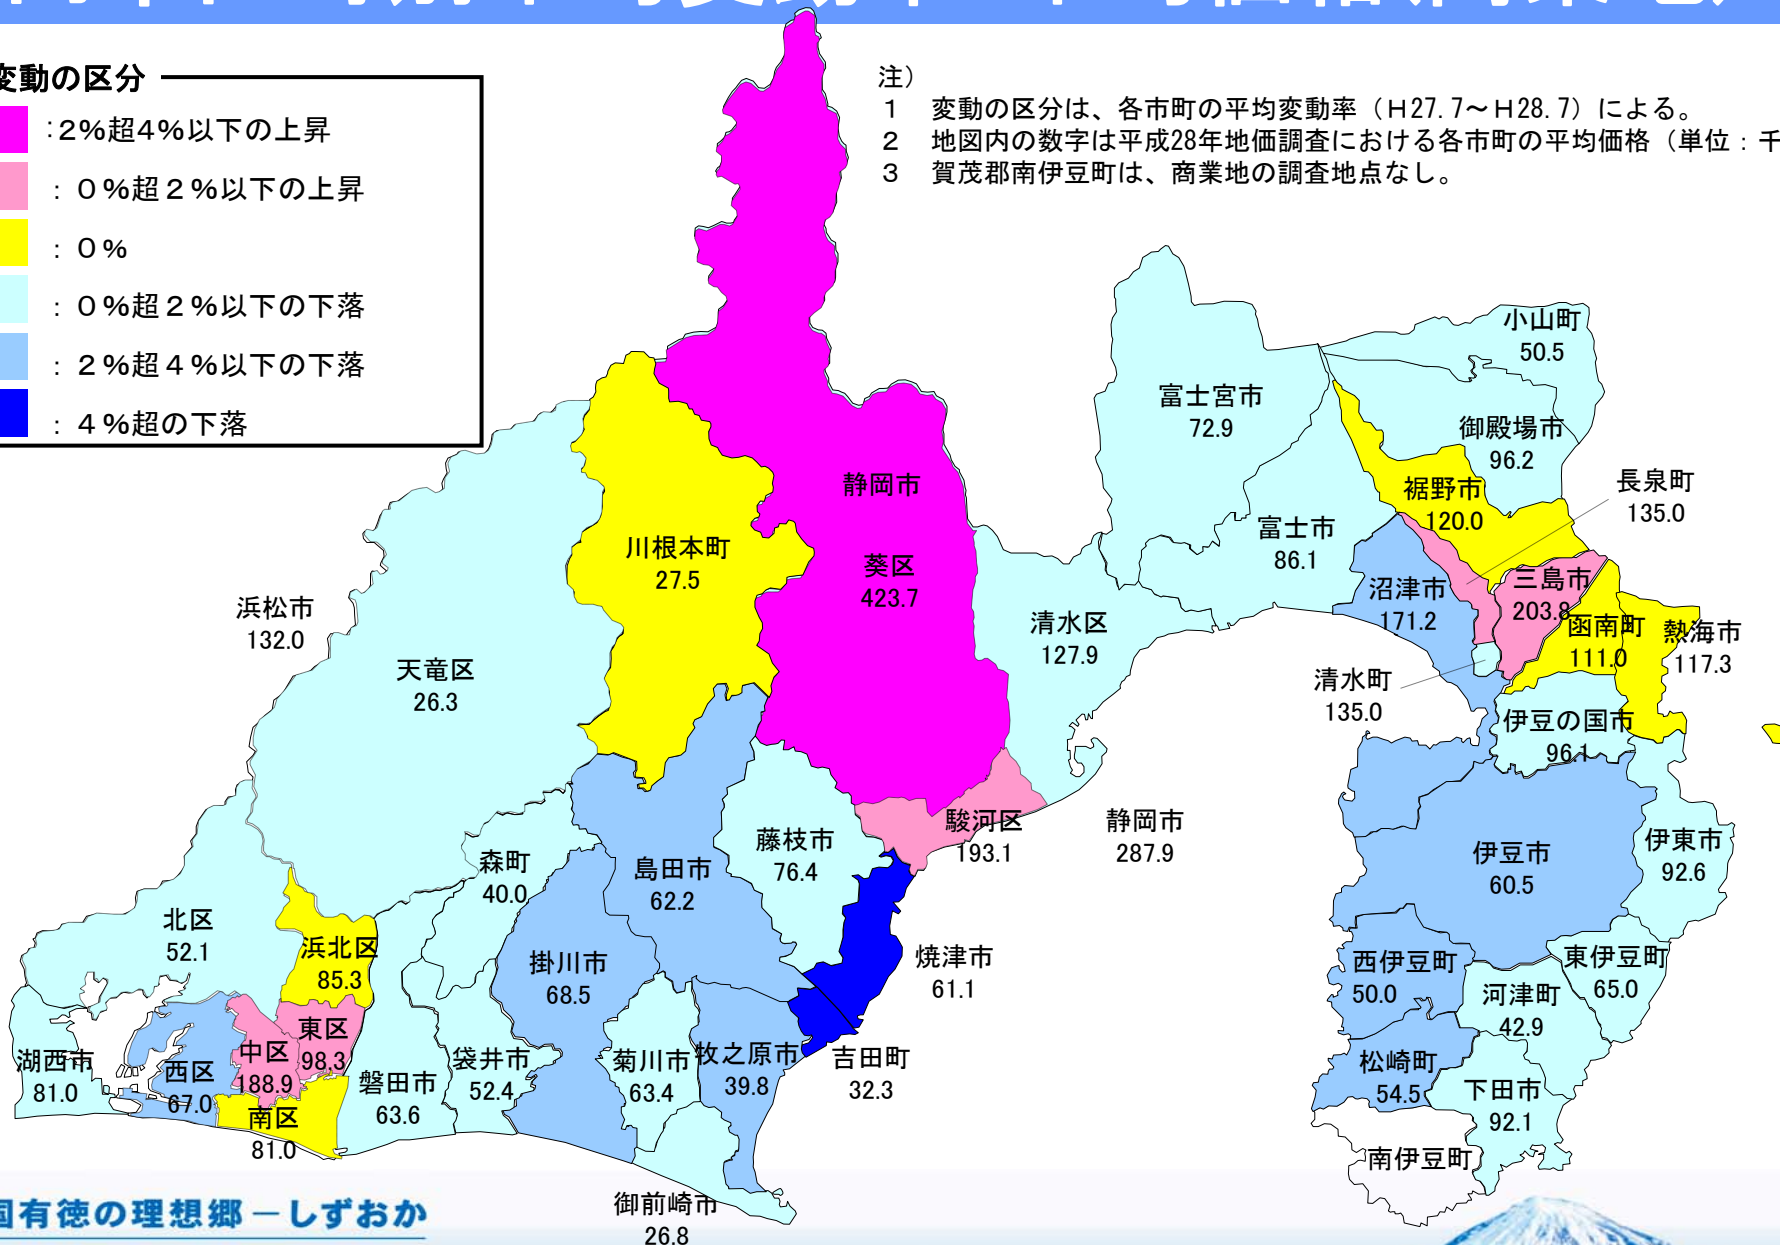 変動の区分
：2%超4%以下の上昇
：０%超２%以下の上昇
：０%
：０%超２%以下の下落
：２%超４%以下の下落
：４%超の下落
注）
1　変動の区分は、各市町の平均変動率（Ｈ27.7～Ｈ28.7）による。
2　地図内の数字は平成28年地価調査における各市町の平均価格（単位：千
3　賀茂郡南伊豆町は、商業地の調査地点なし。
小山町
50.5
富士宮市
72.9
御殿場市
96.2
裾野市
120.0
長泉町
135.0
静岡市
葵区
423.7
富士市
86.1
川根本町
27.5
沼津市
171.2
三島市
203.8
函南町
111.0
熱海市
117.3
浜松市
132.0
清水区
127.9
天竜区
26.3
清水町
135.0
伊豆の国市
96.1
駿河区
193.1
静岡市
287.9
藤枝市
76.4
島田市
62.2
森町
40.0
伊豆市
60.5
伊東市
92.6
北区
52.1
浜北区
85.3
掛川市
68.5
焼津市
61.1
西伊豆町
50.0
東伊豆町
65.0
河津町
42.9
湖西市
81.0
西区
67.0
中区
188.9
東区
98.3
南区
81.0
磐田市
63.6
袋井市
52.4
菊川市
63.4
牧之原市
39.8
吉田町
32.3
松崎町
54.5
下田市
92.1
南伊豆町
御前崎市
26.8
国有徳の理想郷－しずおか